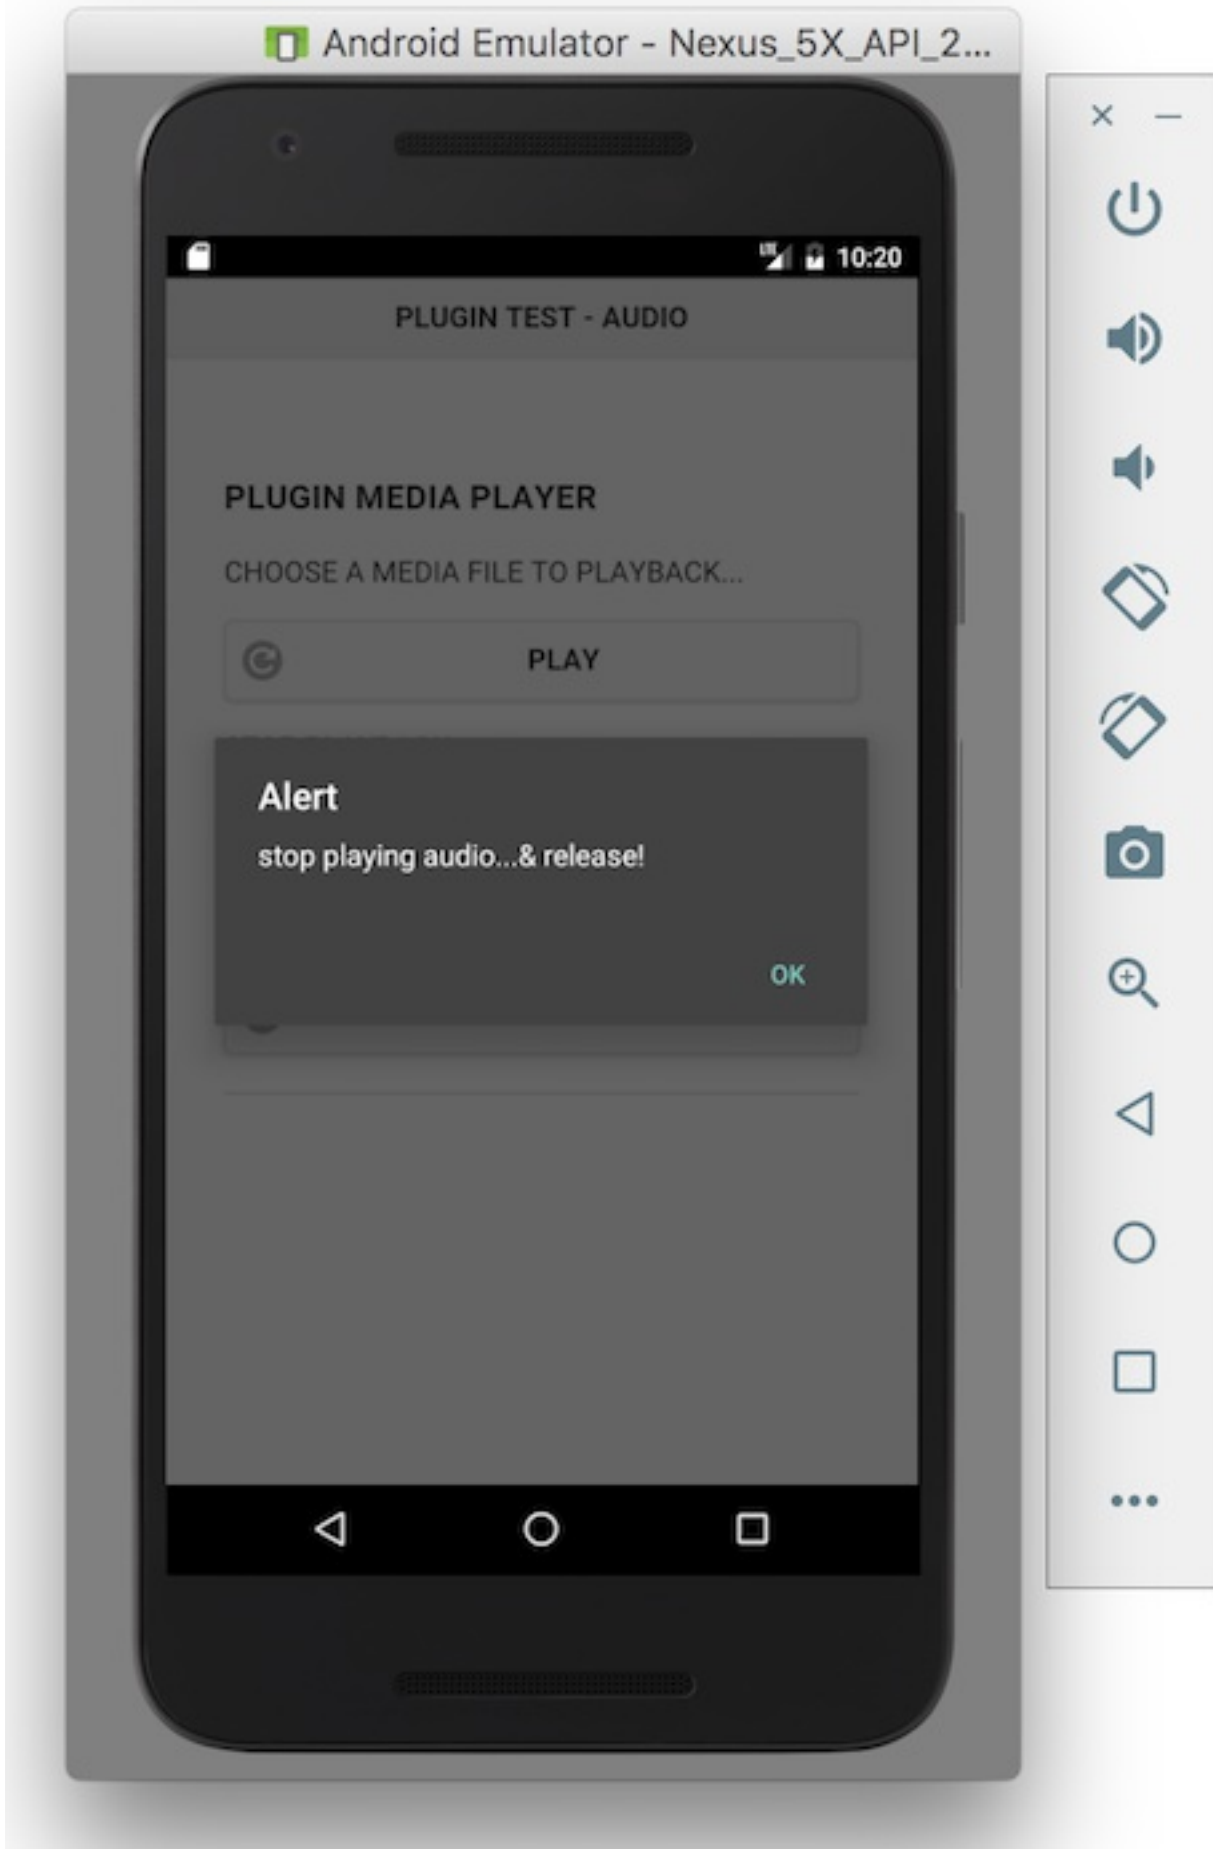 Android Emulator - Nexus_5X_API_2...
LTE 10:20
PLUGIN TEST - AUDIO
PLUGIN MEDIA PLAYER
CHOOSE A MEDIA FILE TO PLAYBACK...
PLAY
Alert
stop playing audio...& release!
OK